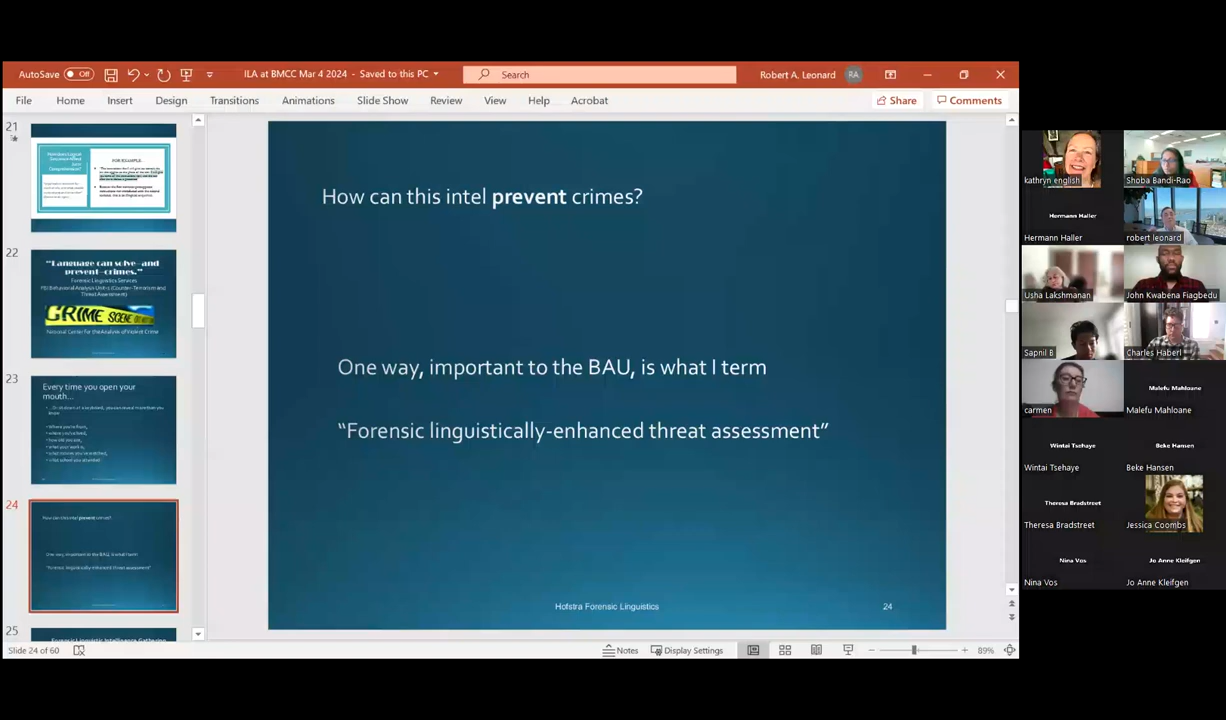 AutoSave Off
ILA at BMCC Mar 4 2024 - Saved to this PC
Search
Robert A. Leonard RA
File Home Insert Design Transitions Animations Slide Show Review View Help Acrobat
Share Comments
21
FOR EXAMPLE:
22
"Language can solve—and
prevent—crimes."
Forensic Linguistics Services
Threat Assessment)
National Center for the Analysis of Violent Crime
23
Every time you open your
mouth...
24
How can this intel prevent crimes?
One way, important to the BAU, is what I term
"Forensic linguistically-enhanced threat assessment"
25
Forensic Linguistic Intelligence Gathering
How can this intel prevent crimes?
One way, important to the BAU, is what I term
“Forensic linguistically-enhanced threat assessment”
Hofstra Forensic Linguistics
24
Slide 24 of 60
Notes Display Settings 89%
kathryn english
Shoba Bandi-Rao
Hermann Haller
Hermann Haller
robert leonard
Usha Lakshmanan
John Kwabena Fiagbedu
Sapnil B
Charles Haberl
carmen
Malefu Mahloane
Malefu Mahloane
Wintai Tsehaye
Beke Hansen
Wintai Tsehaye
Beke Hansen
Theresa Bradstreet
Theresa Bradstreet
Jessica Coombs
Nina Vos
Jo Anne Kleifgen
Nina Vos
Jo Anne Kleifgen